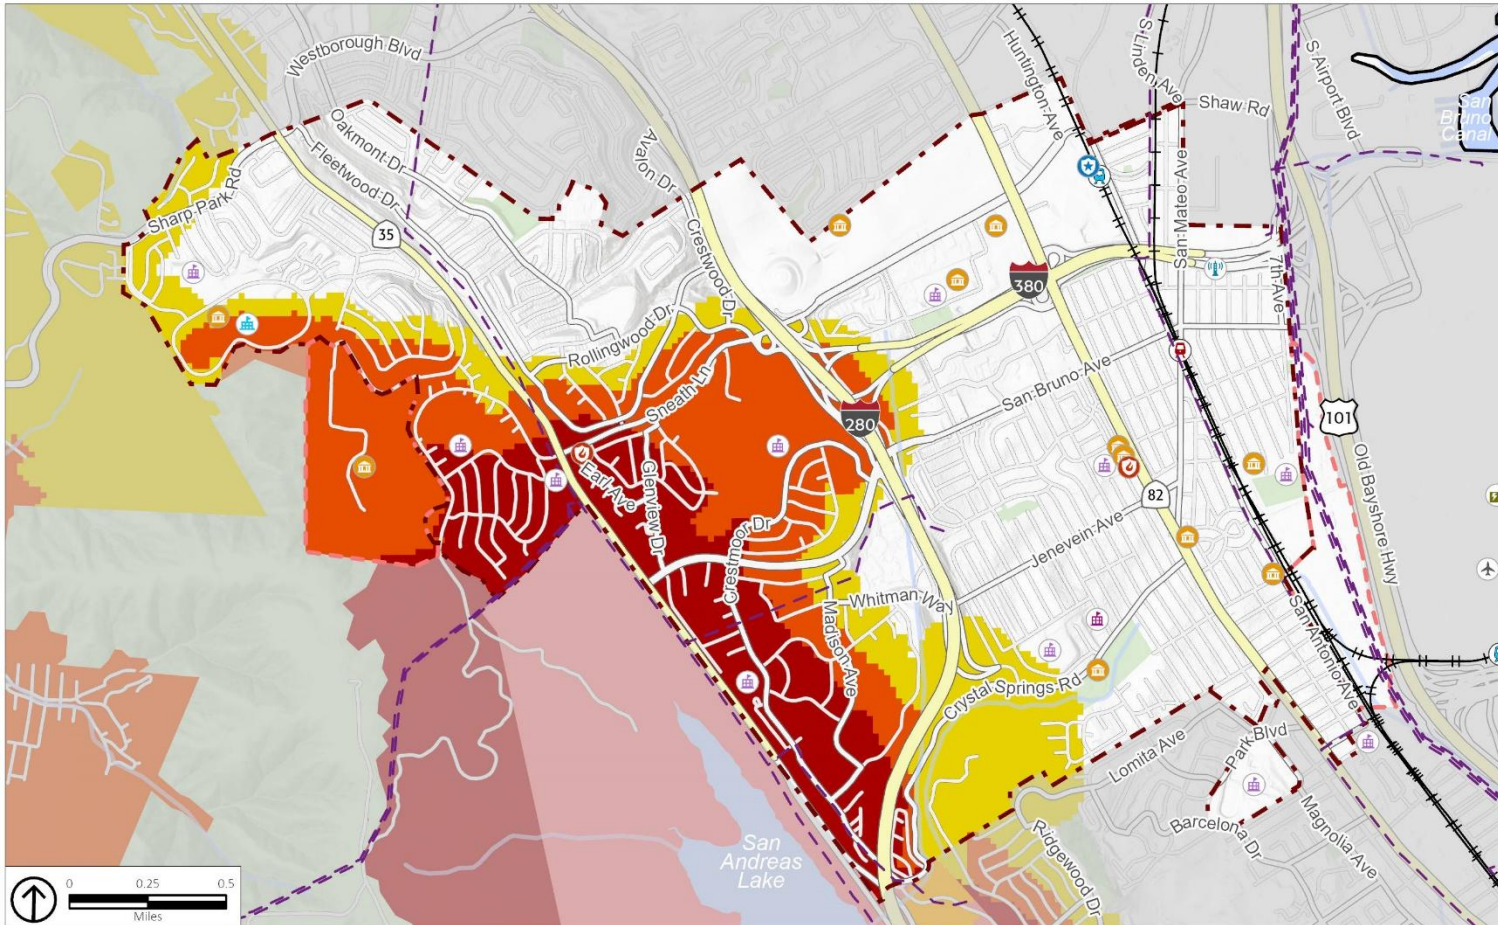 Westborough Blvd
Huntington Ave
S Linden Ave
Shaw Rd
S Airport Blvd
San
Bruno
Canal
Oakmont Dr
Fleetwood Dr
Avalon Dr
Sharp Park Rd
35
Crestwood Dr
San Mateo Ave
7th Ave
380
Rollingwood Dr
Sneath Ln
San Bruno Ave
280
101
Earl Ave
Glenview Dr
Old Bayshore Hwy
82
Crestmoor Dr
Jenevein Ave
Whitman Way
Madison Ave
San Antonio Ave
Crystal Springs Rd
Lomita Ave
Park Blvd
Barcelona Dr
Magnolia Ave
Ridgewood Dr
San
Andreas
Lake
0 0.25 0.5
Miles